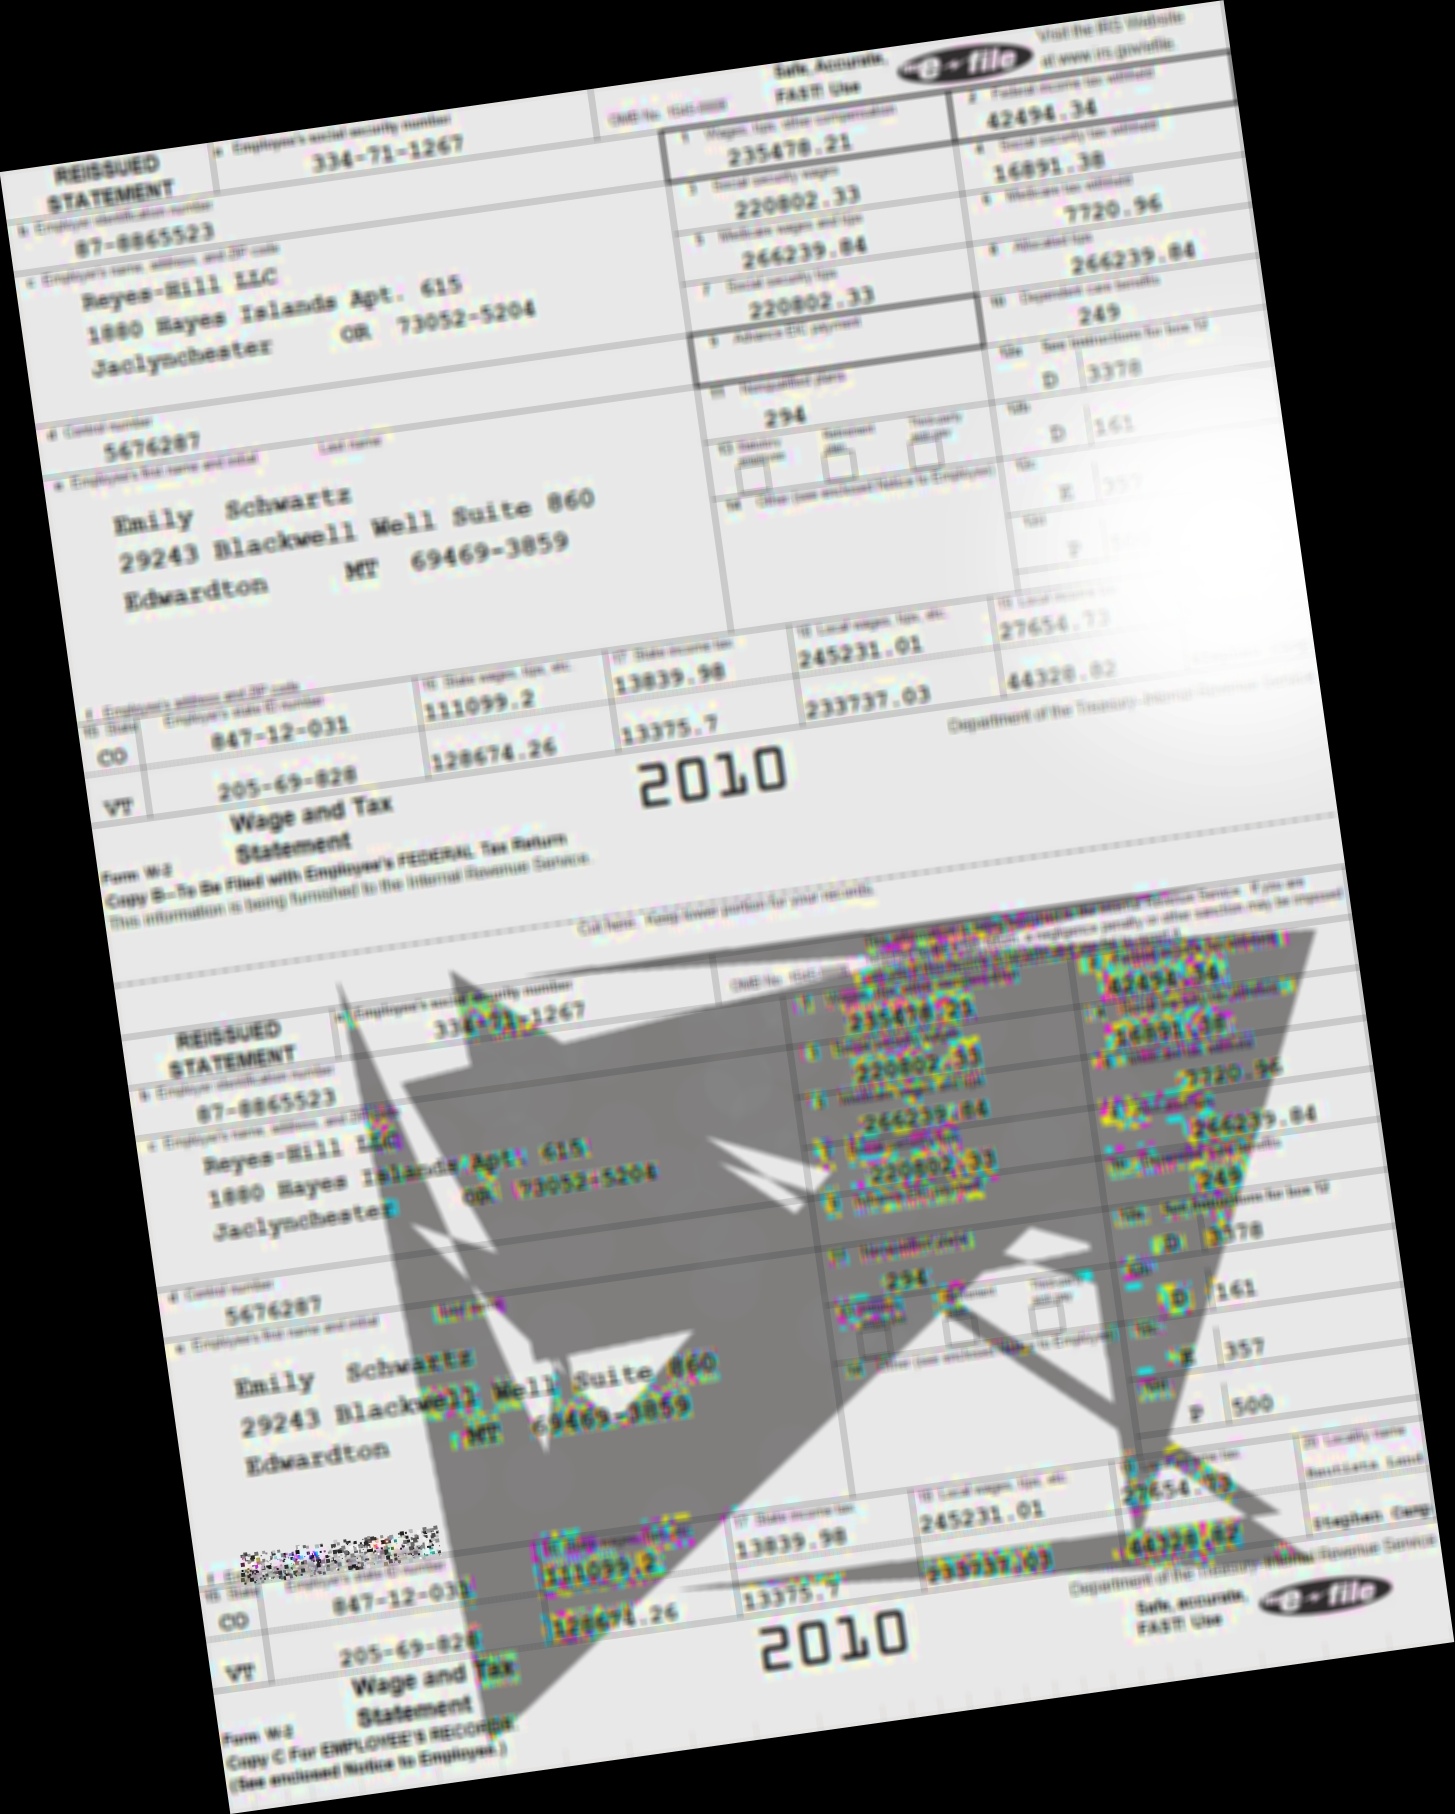 Visit the IRS Website
at www.irs.gov/efile.
Safe, Accurate,
FAST! Use
e-file
REISSUED
STATEMENT
a Employee's social security number
334-71-1267
OMB No.
1 Wages, tips, other compensation
235478.21
2 Federal income tax withheld
42494.34
3 Social security wages
220802.33
4 Social security tax withheld
16891.38
b Employer identification number
87-8865523
5 Medicare wages and tips
266239.84
6 Medicare tax withheld
7720.96
c Employer's name, address, and ZIP code
Reyes-Hill LLC
1880 Hayes Islands Apt. 615
Jaclynchester OR 73052-5204
7 Social security tips
220802.33
8 Allocated tips
266239.84
9 Advance EIC payment
10 Dependent care benefits
249
11 Nonqualified plans
294
12a See instructions for box 12
D 3378
12b
D 161
12c
E 357
12d
P
d Control number
5676287
13 Statutory employee
Retirement plan
Third-party sick pay
14 Other (see enclosed Notice to Employee)
e Employee's first name and initial
Last name
Emily Schwartz
29243 Blackwell Well Suite 860
Edwardton MT 69469-3859
f Employee's address and ZIP code
15 State
Employer's state ID number
16 State wages, tips, etc.
17 State income tax
18 Local wages, tips, etc.
19 Local income
CO 847-12-031 111099.2 13839.98 245231.01 27654.73
VT 205-69-828 128674.26 13375.7 233737.03 44328.82
Wage and Tax
Statement
2010
Department of the Treasury-Internal Revenue Service
Form W-2
Copy B-To Be Filed with Employee's FEDERAL Tax Return
This information is being furnished to the Internal Revenue Service.
Cut here. Keep lower portion for your records.
REISSUED
STATEMENT
a Employee's social security number
334-71-1267
OMB No.
235478.21
42494.34
220802.33
16891.38
b Employer identification number
87-8865523
266239.84
7720.96
c Employer's name, address, and ZIP
Reyes-Hill LLC
1880 Hayes Islands Apt. 615
Jaclynchester OR 73052-5204
220802.33
266239.84
249
294
12a See instructions for box 12
D 3378
D 161
E 357
P 500
d Control number
5676287
14 Other (see enclosed Notice to Employee)
e Employee's first name and initial
Last name
Emily Schwartz
29243 Blackwell Well Suite 860
Edwardton MT 69469-3859
15 State
Employer's state ID number
17 State income tax
18 Local wages, tips, etc.
20 Locality name
CO 847-12-031 111099.2 13839.98 245231.01 27654.73
VT 205-69-828 128674.26 13375.7 233737.03 44328.82 Stephen
Wage and Tax
Statement
2010
Department of the Treasury-Internal Revenue Service
Safe, accurate,
FAST! Use
e-file
Form W-2
Copy C For EMPLOYEE'S RECORDS
(See enclosed Notice to Employee.)